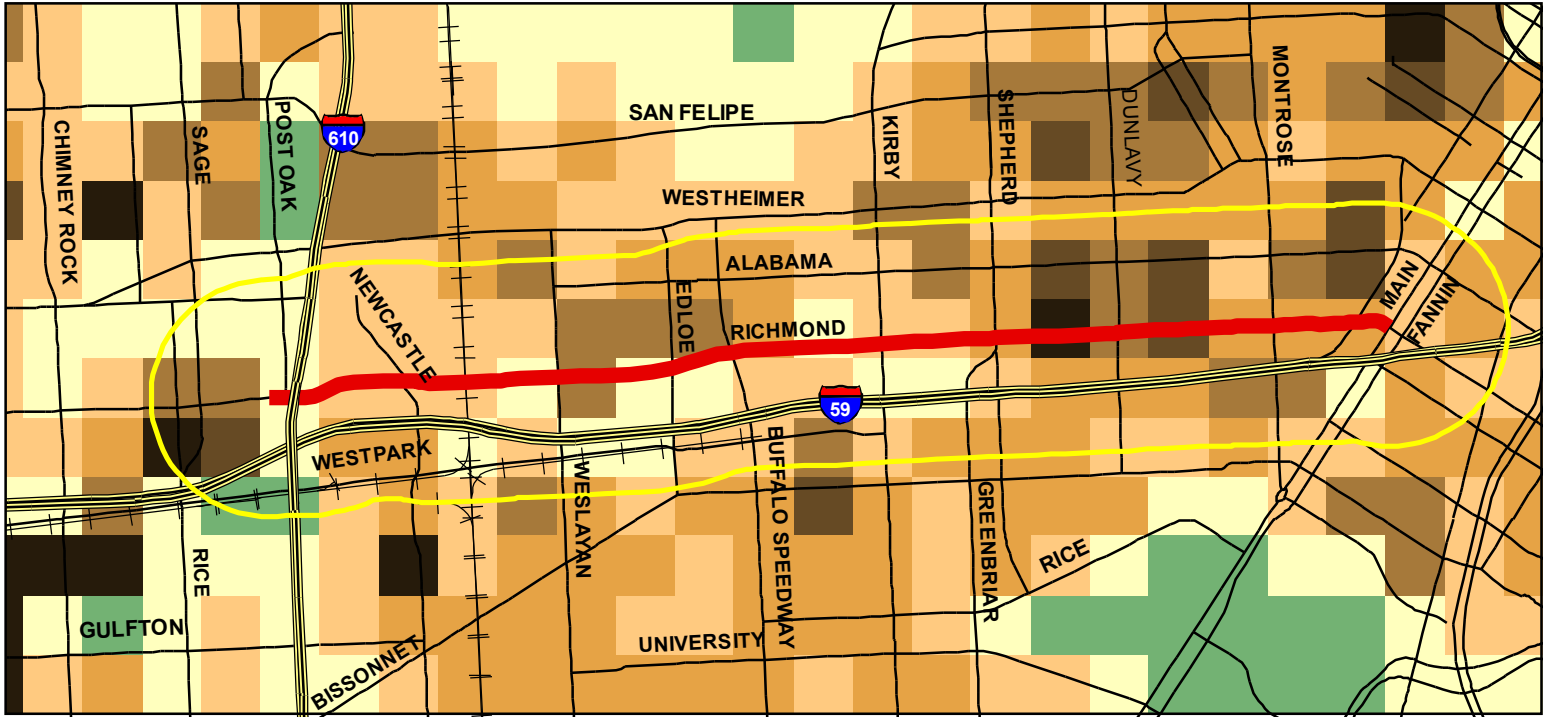 SAN FELIPE
POST OAK
CHIMNEY ROCK
SAGE
610
KIRBY
SHEPHERD
DUNLAVY
MONTROSE
WESTHEIMER
ALABAMA
NEWCASTLE
EDLOE
RICHMOND
MAIN
FANNIN
59
WESTPARK
WESLAYAN
BUFFALO SPEEDWAY
GREENBRIAR
RICE
RICE
GULFTON
BISSONNET
UNIVERSITY